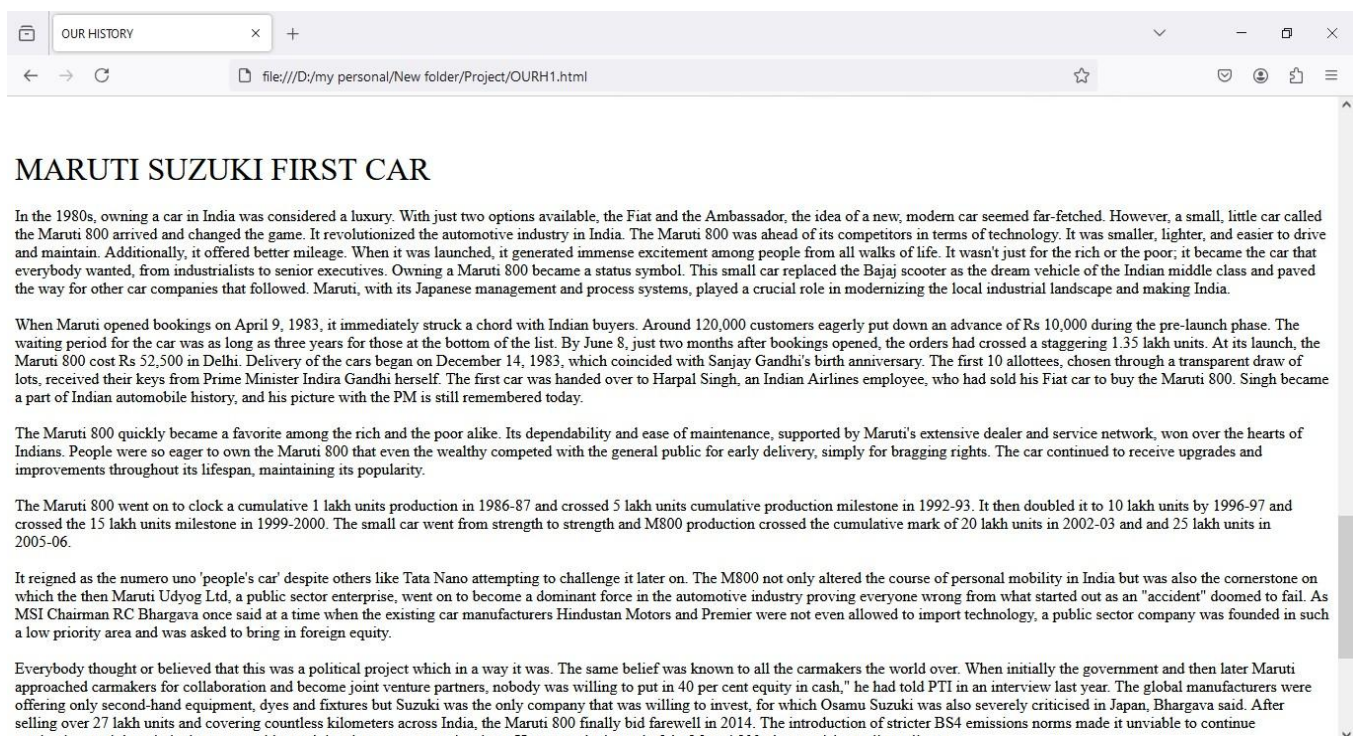 OUR HISTORY
file:///D:/my personal/New folder/Project/OURH1.html
MARUTI SUZUKI FIRST CAR
In the 1980s, owning a car in India was considered a luxury. With just two options available, the Fiat and the Ambassador, the idea of a new, modern car seemed far-fetched. However, a small, little car called
the Maruti 800 arrived and changed the game. It revolutionized the automotive industry in India. The Maruti 800 was ahead of its competitors in terms of technology. It was smaller, lighter, and easier to drive
and maintain. Additionally, it offered better mileage. When it was launched, it generated immense excitement among people from all walks of life. It wasn't just for the rich or the poor; it became the car that
everybody wanted, from industrialists to senior executives. Owning a Maruti 800 became a status symbol. This small car replaced the Bajaj scooter as the dream vehicle of the Indian middle class and paved
the way for other car companies that followed. Maruti, with its Japanese management and process systems, played a crucial role in modernizing the local industrial landscape and making India.
When Maruti opened bookings on April 9, 1983, it immediately struck a chord with Indian buyers. Around 120,000 customers eagerly put down an advance of Rs 10,000 during the pre-launch phase. The
waiting period for the car was as long as three years for those at the bottom of the list. By June 8, just two months after bookings opened, the orders had crossed a staggering 1.35 lakh units. At its launch, the
Maruti 800 cost Rs 52,500 in Delhi. Delivery of the cars began on December 14, 1983, which coincided with Sanjay Gandhi's birth anniversary. The first 10 allottees, chosen through a transparent draw of
lots, received their keys from Prime Minister Indira Gandhi herself. The first car was handed over to Harpal Singh, an Indian Airlines employee, who had sold his Fiat car to buy the Maruti 800. Singh became
a part of Indian automobile history, and his picture with the PM is still remembered today.
The Maruti 800 quickly became a favorite among the rich and the poor alike. Its dependability and ease of maintenance, supported by Maruti's extensive dealer and service network, won over the hearts of
Indians. People were so eager to own the Maruti 800 that even the wealthy competed with the general public for early delivery, simply for bragging rights. The car continued to receive upgrades and
improvements throughout its lifespan, maintaining its popularity.
The Maruti 800 went on to clock a cumulative 1 lakh units production in 1986-87 and crossed 5 lakh units cumulative production milestone in 1992-93. It then doubled it to 10 lakh units by 1996-97 and
crossed the 15 lakh units milestone in 1999-2000. The small car went from strength to strength and M800 production crossed the cumulative mark of 20 lakh units in 2002-03 and and 25 lakh units in
2005-06.
It reigned as the numero uno 'people's car' despite others like Tata Nano attempting to challenge it later on. The M800 not only altered the course of personal mobility in India but was also the cornerstone on
which the then Maruti Udyog Ltd, a public sector enterprise, went on to become a dominant force in the automotive industry proving everyone wrong from what started out as an "accident" doomed to fail. As
MSI Chairman RC Bhargava once said at a time when the existing car manufacturers Hindustan Motors and Premier were not even allowed to import technology, a public sector company was founded in such
a low priority area and was asked to bring in foreign equity.
Everybody thought or believed that this was a political project which in a way it was. The same belief was known to all the carmakers the world over. When initially the government and then later Maruti
approached carmakers for collaboration and become joint venture partners, nobody was willing to put in 40 per cent equity in cash," he had told PTI in an interview last year. The global manufacturers were
offering only second-hand equipment, dyes and fixtures but Suzuki was the only company that was willing to invest, for which Osamu Suzuki was also severely criticised in Japan, Bhargava said. After
selling over 27 lakh units and covering countless kilometers across India, the Maruti 800 finally bid farewell in 2014. The introduction of stricter BS4 emissions norms made it unviable to continue